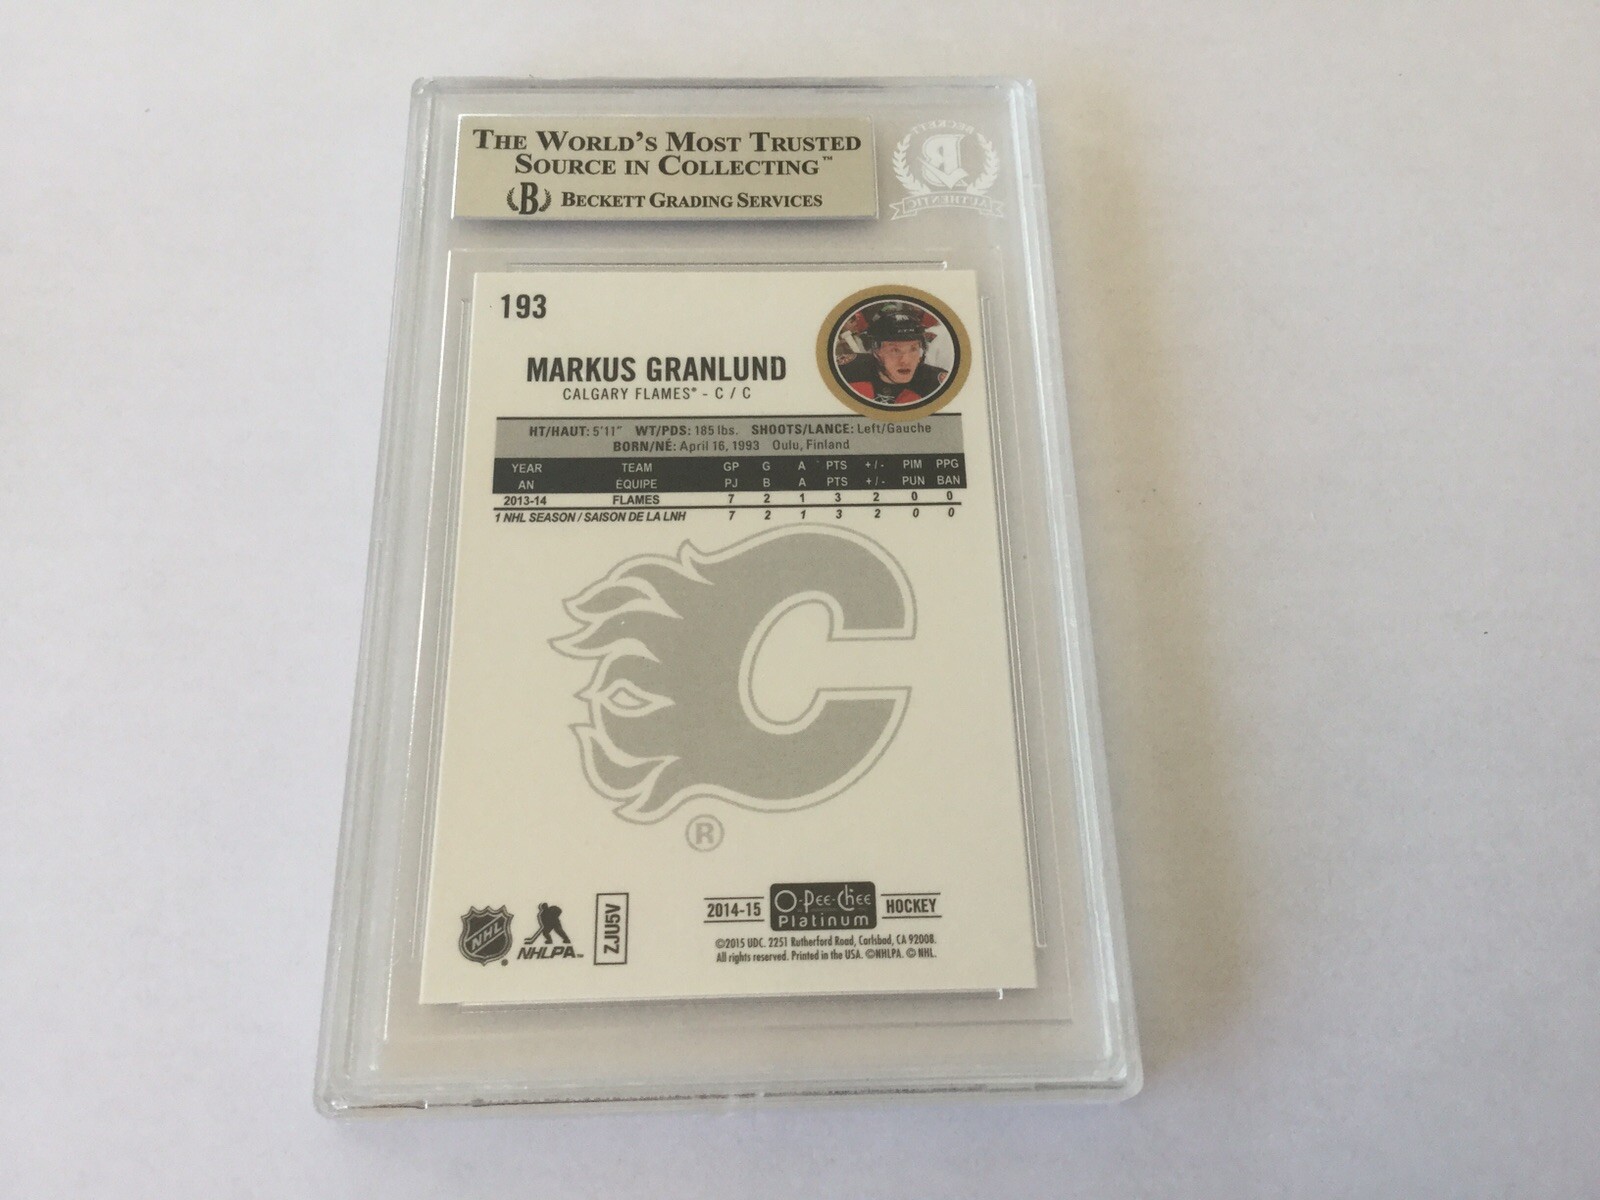 THE WORLD'S MOST TRUSTED
SOURCE IN COLLECTING™
B BECKETT GRADING SERVICES
BECKETT
B
AUTHENTIC
193
MARKUS GRANLUND
CALGARY FLAMES® - C / C
HT/HAUT: 5'11" WT/PDS: 185 lbs. SHOOTS/LANCE: Left/Gauche
BORN/NÉ: April 16, 1993 Oulu, Finland
YEAR TEAM GP G A PTS +/- PIM PPG
AN ÉQUIPE PJ B A PTS +/- PUN BAN
2013-14 FLAMES 7 2 1 3 2 0 0
1 NHL SEASON / SAISON DE LA LNH 7 2 1 3 2 0 0
C
®
NHL®
NHLPA™
ZJU5V
2014-15 O-Pee-Chee Platinum HOCKEY
©2015 UDC. 2251 Rutherford Road, Carlsbad, CA 92008.
All rights reserved. Printed in the USA. ©NHLPA. © NHL.